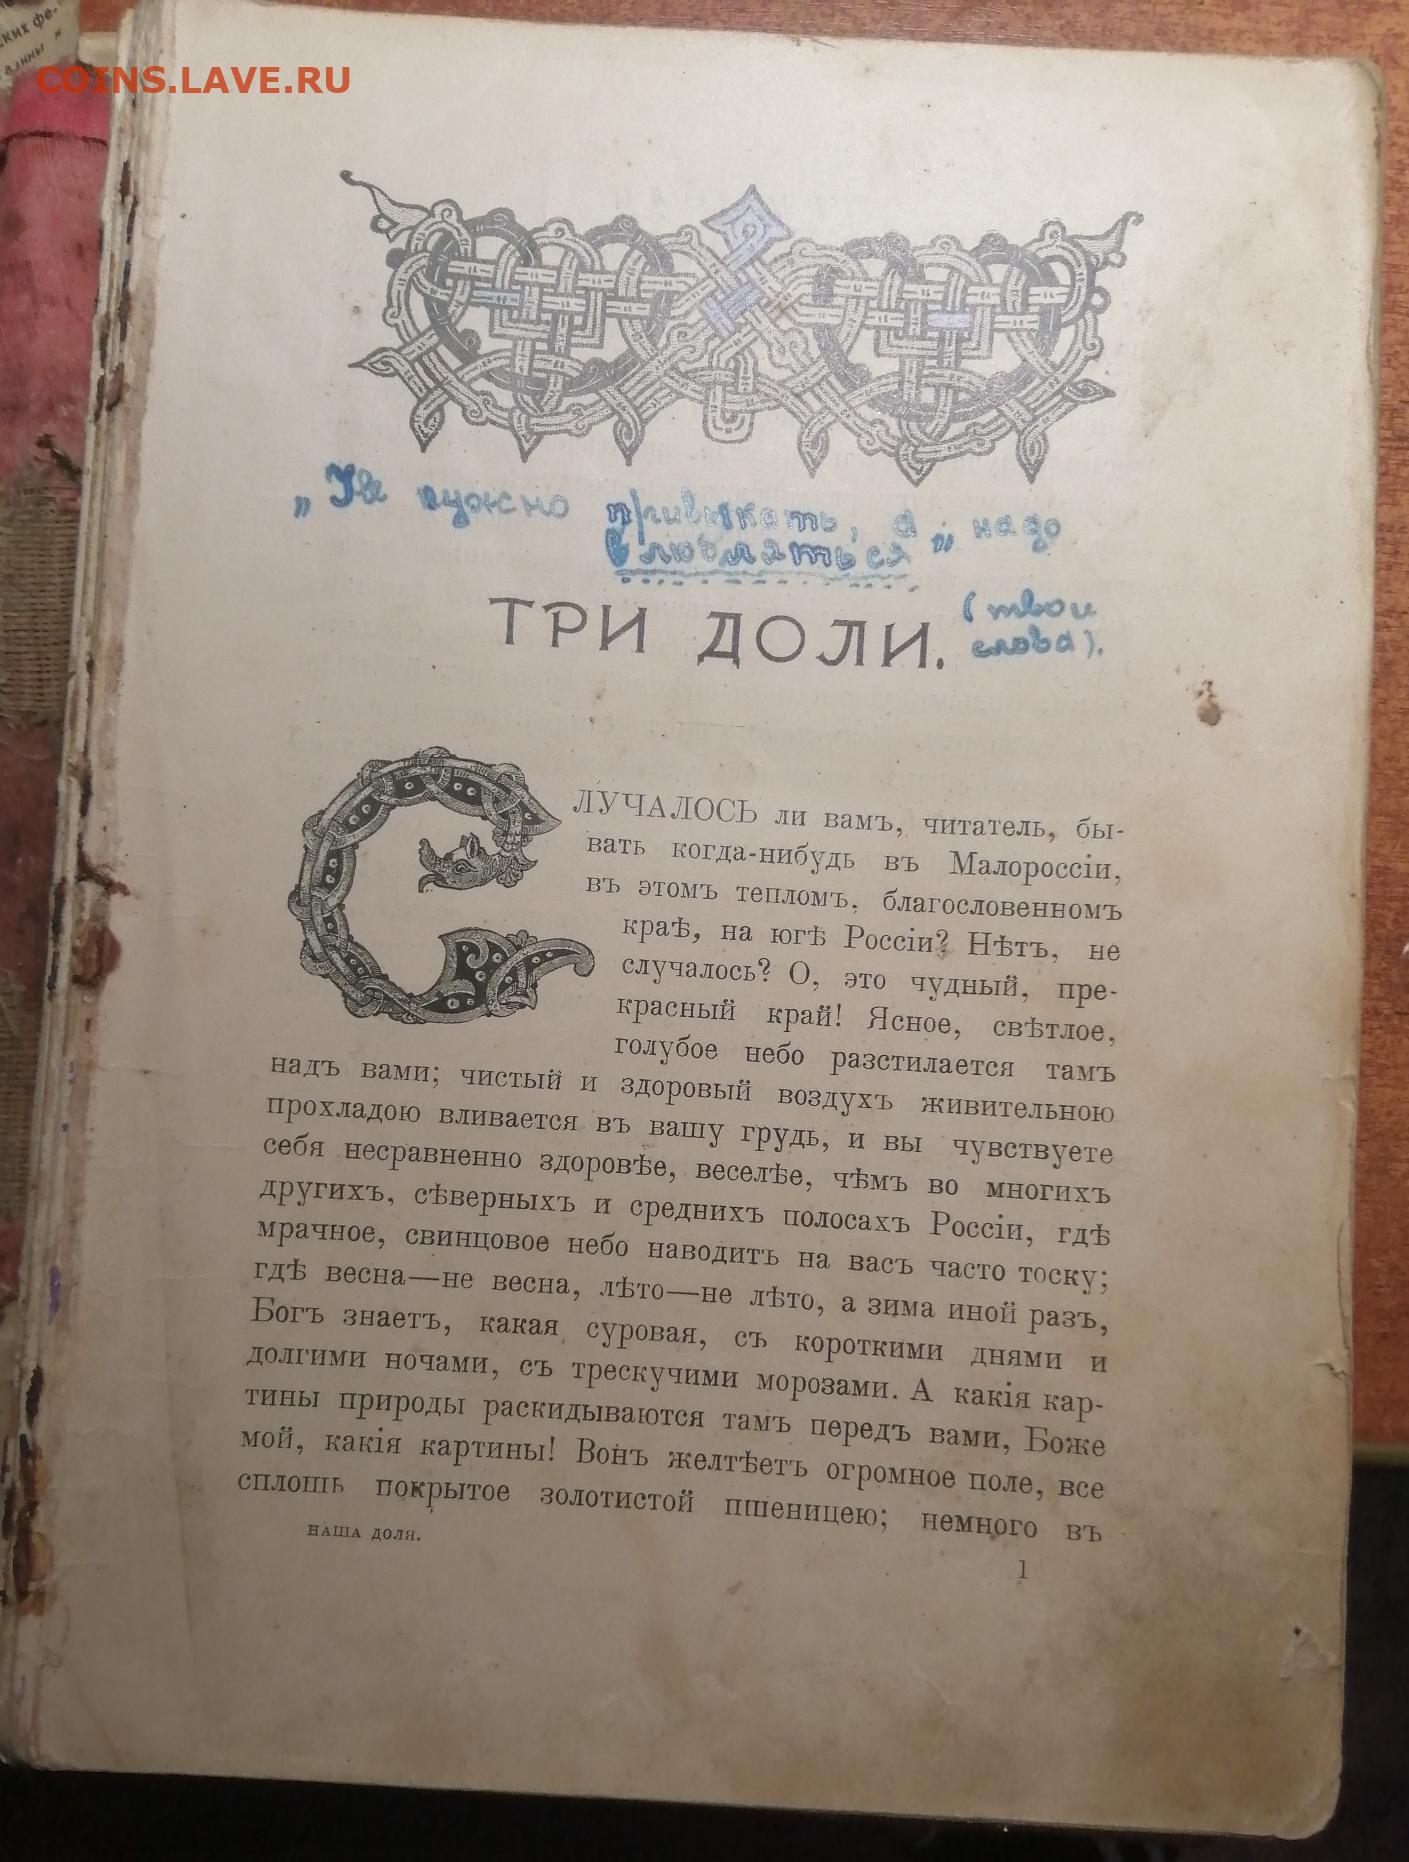 COINS.LAVE.RU
ских фе-
„Не нужно привыкать, а „надо
влюбляться
(твои
слова).
ТРИ ДОЛИ.
СЛУЧАЛОСЬ ли вамъ, читатель, бы-
вать когда-нибудь въ Малороссіи,
въ этомъ тепломъ, благословенномъ
краѣ, на югѣ Россіи? Нѣтъ, не
случалось? О, это чудный, пре-
красный край! Ясное, свѣтлое,
голубое небо разстилается тамъ
надъ вами; чистый и здоровый воздухъ живительною
прохладою вливается въ вашу грудь, и вы чувствуете
себя несравненно здоровѣе, веселѣе, чѣмъ во многихъ
другихъ, сѣверныхъ и среднихъ полосахъ Россіи, гдѣ
мрачное, свинцовое небо наводитъ на васъ часто тоску;
гдѣ весна—не весна, лѣто—не лѣто, а зима иной разъ,
Богъ знаетъ, какая суровая, съ короткими днями и
долгими ночами, съ трескучими морозами. А какія кар-
тины природы раскидываются тамъ передъ вами, Боже
мой, какія картины! Вонъ желтѣетъ огромное поле, все
сплошь покрытое золотистой пшеницею; немного въ
НАША ДОЛЯ.
1